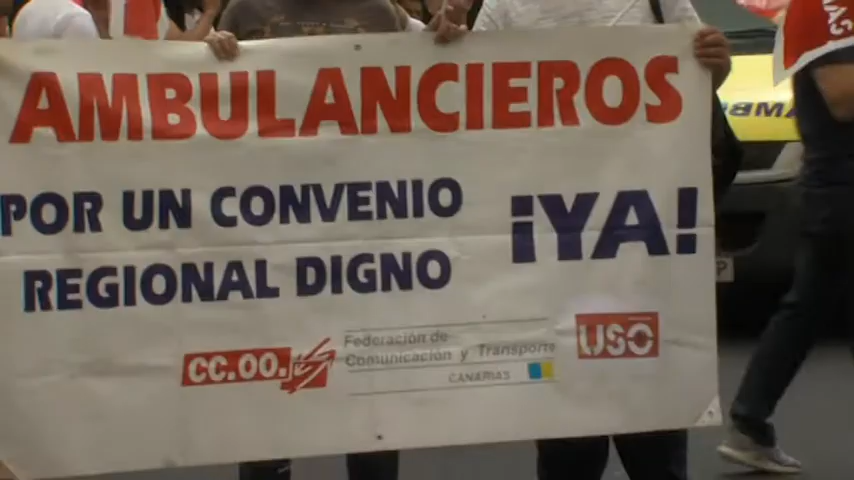 AMBULANCIEROS
POR UN CONVENIO
REGIONAL DIGNO
¡YA!
CC.OO.
Federación de
Comunicación y Transporte
CANARIAS
USO